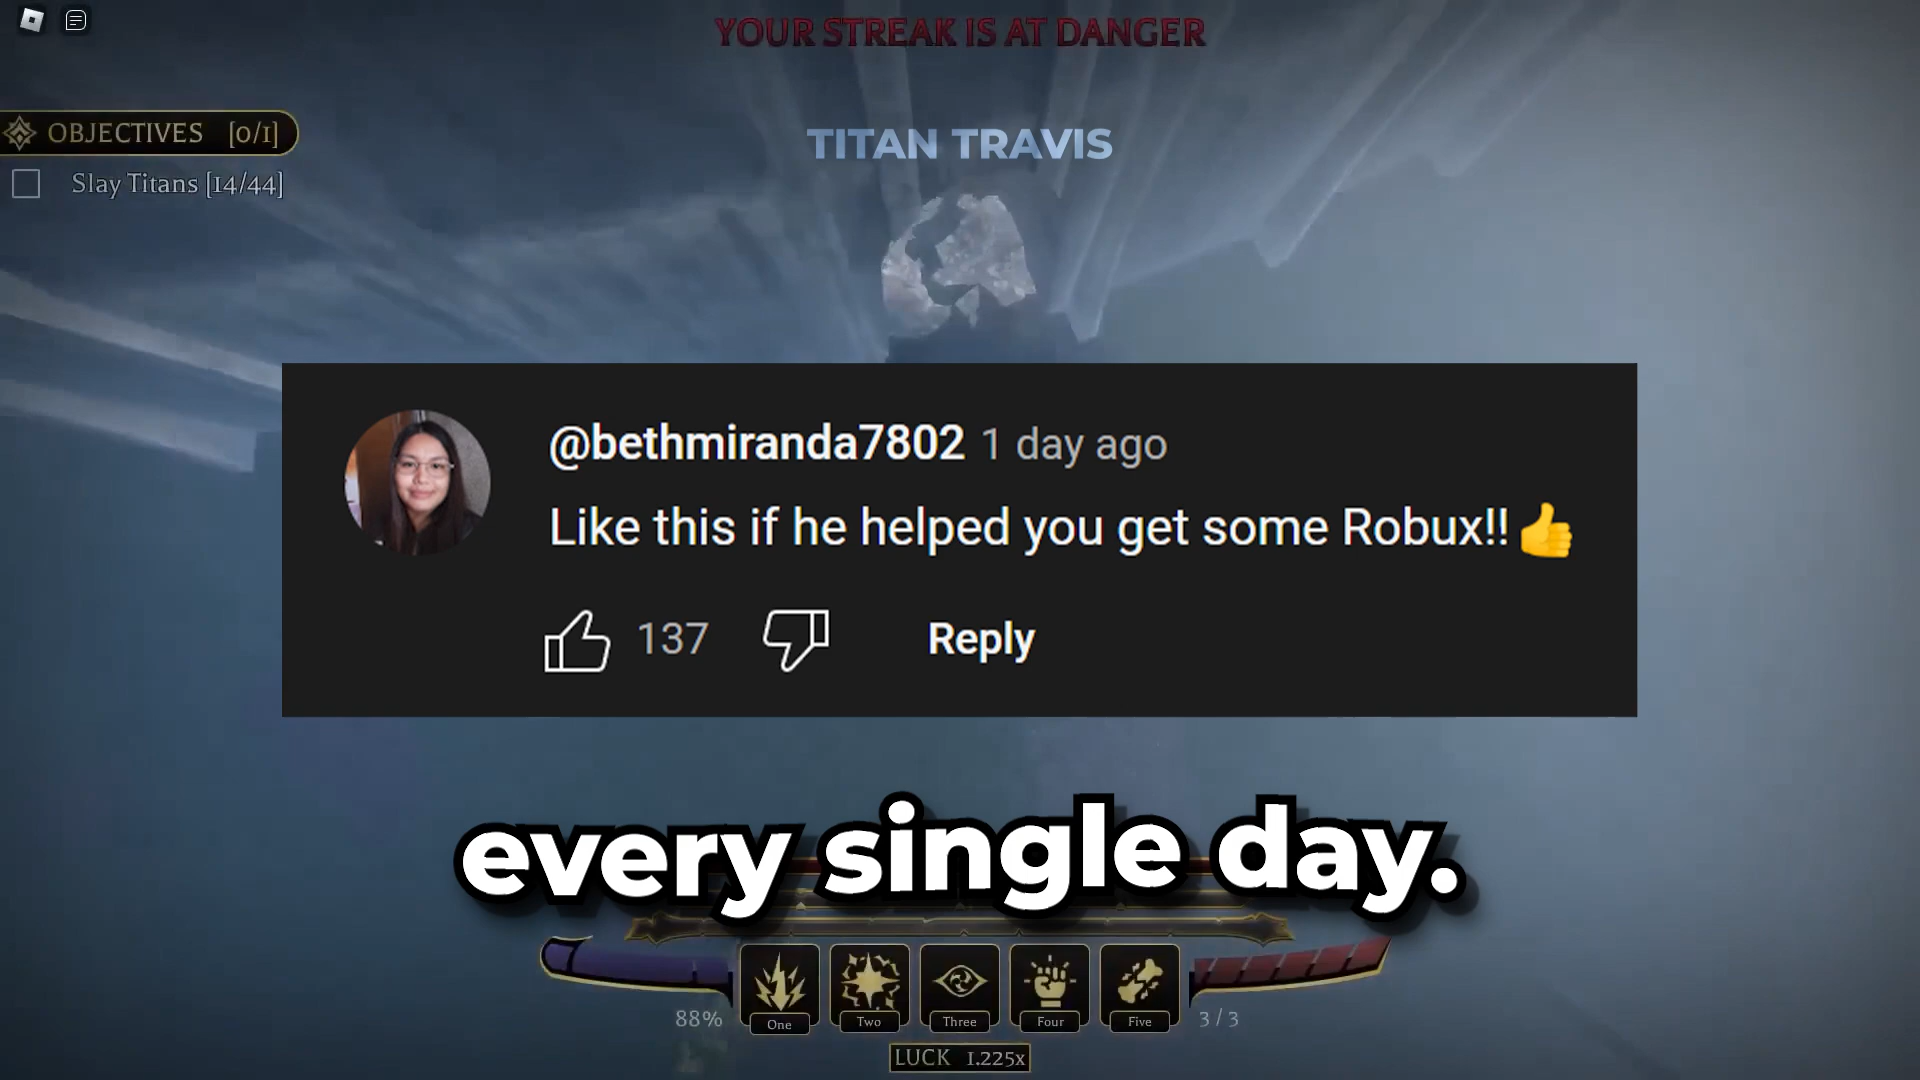 YOUR STREAK IS AT DANGER
OBJECTIVES [0/1]
TITAN TRAVIS
Slay Titans [14/44]
@bethmiranda7802 1 day ago
Like this if he helped you get some Robux!! 👍
137
Reply
every single day.
88%
One
Two
Three
Four
Five
3 / 3
LUCK 1.225x